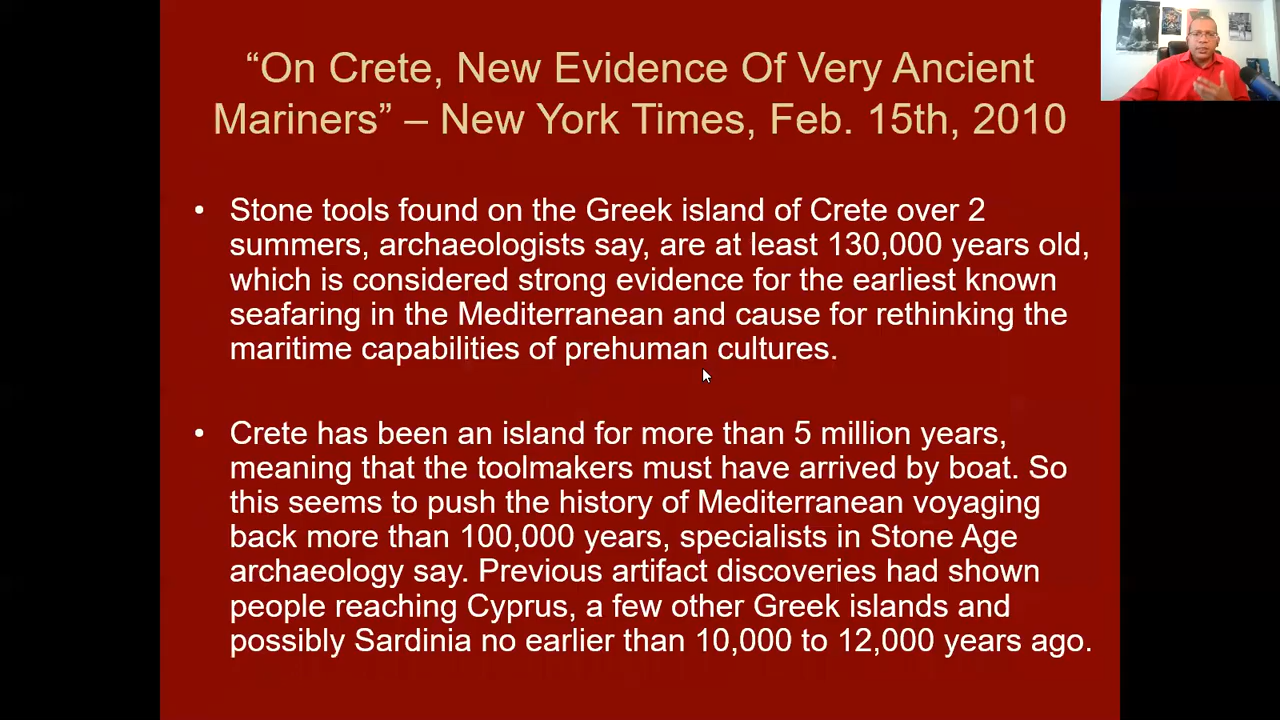 “On Crete, New Evidence Of Very Ancient
Mariners” – New York Times, Feb. 15th, 2010
• Stone tools found on the Greek island of Crete over 2
summers, archaeologists say, are at least 130,000 years old,
which is considered strong evidence for the earliest known
seafaring in the Mediterranean and cause for rethinking the
maritime capabilities of prehuman cultures.
• Crete has been an island for more than 5 million years,
meaning that the toolmakers must have arrived by boat. So
this seems to push the history of Mediterranean voyaging
back more than 100,000 years, specialists in Stone Age
archaeology say. Previous artifact discoveries had shown
people reaching Cyprus, a few other Greek islands and
possibly Sardinia no earlier than 10,000 to 12,000 years ago.